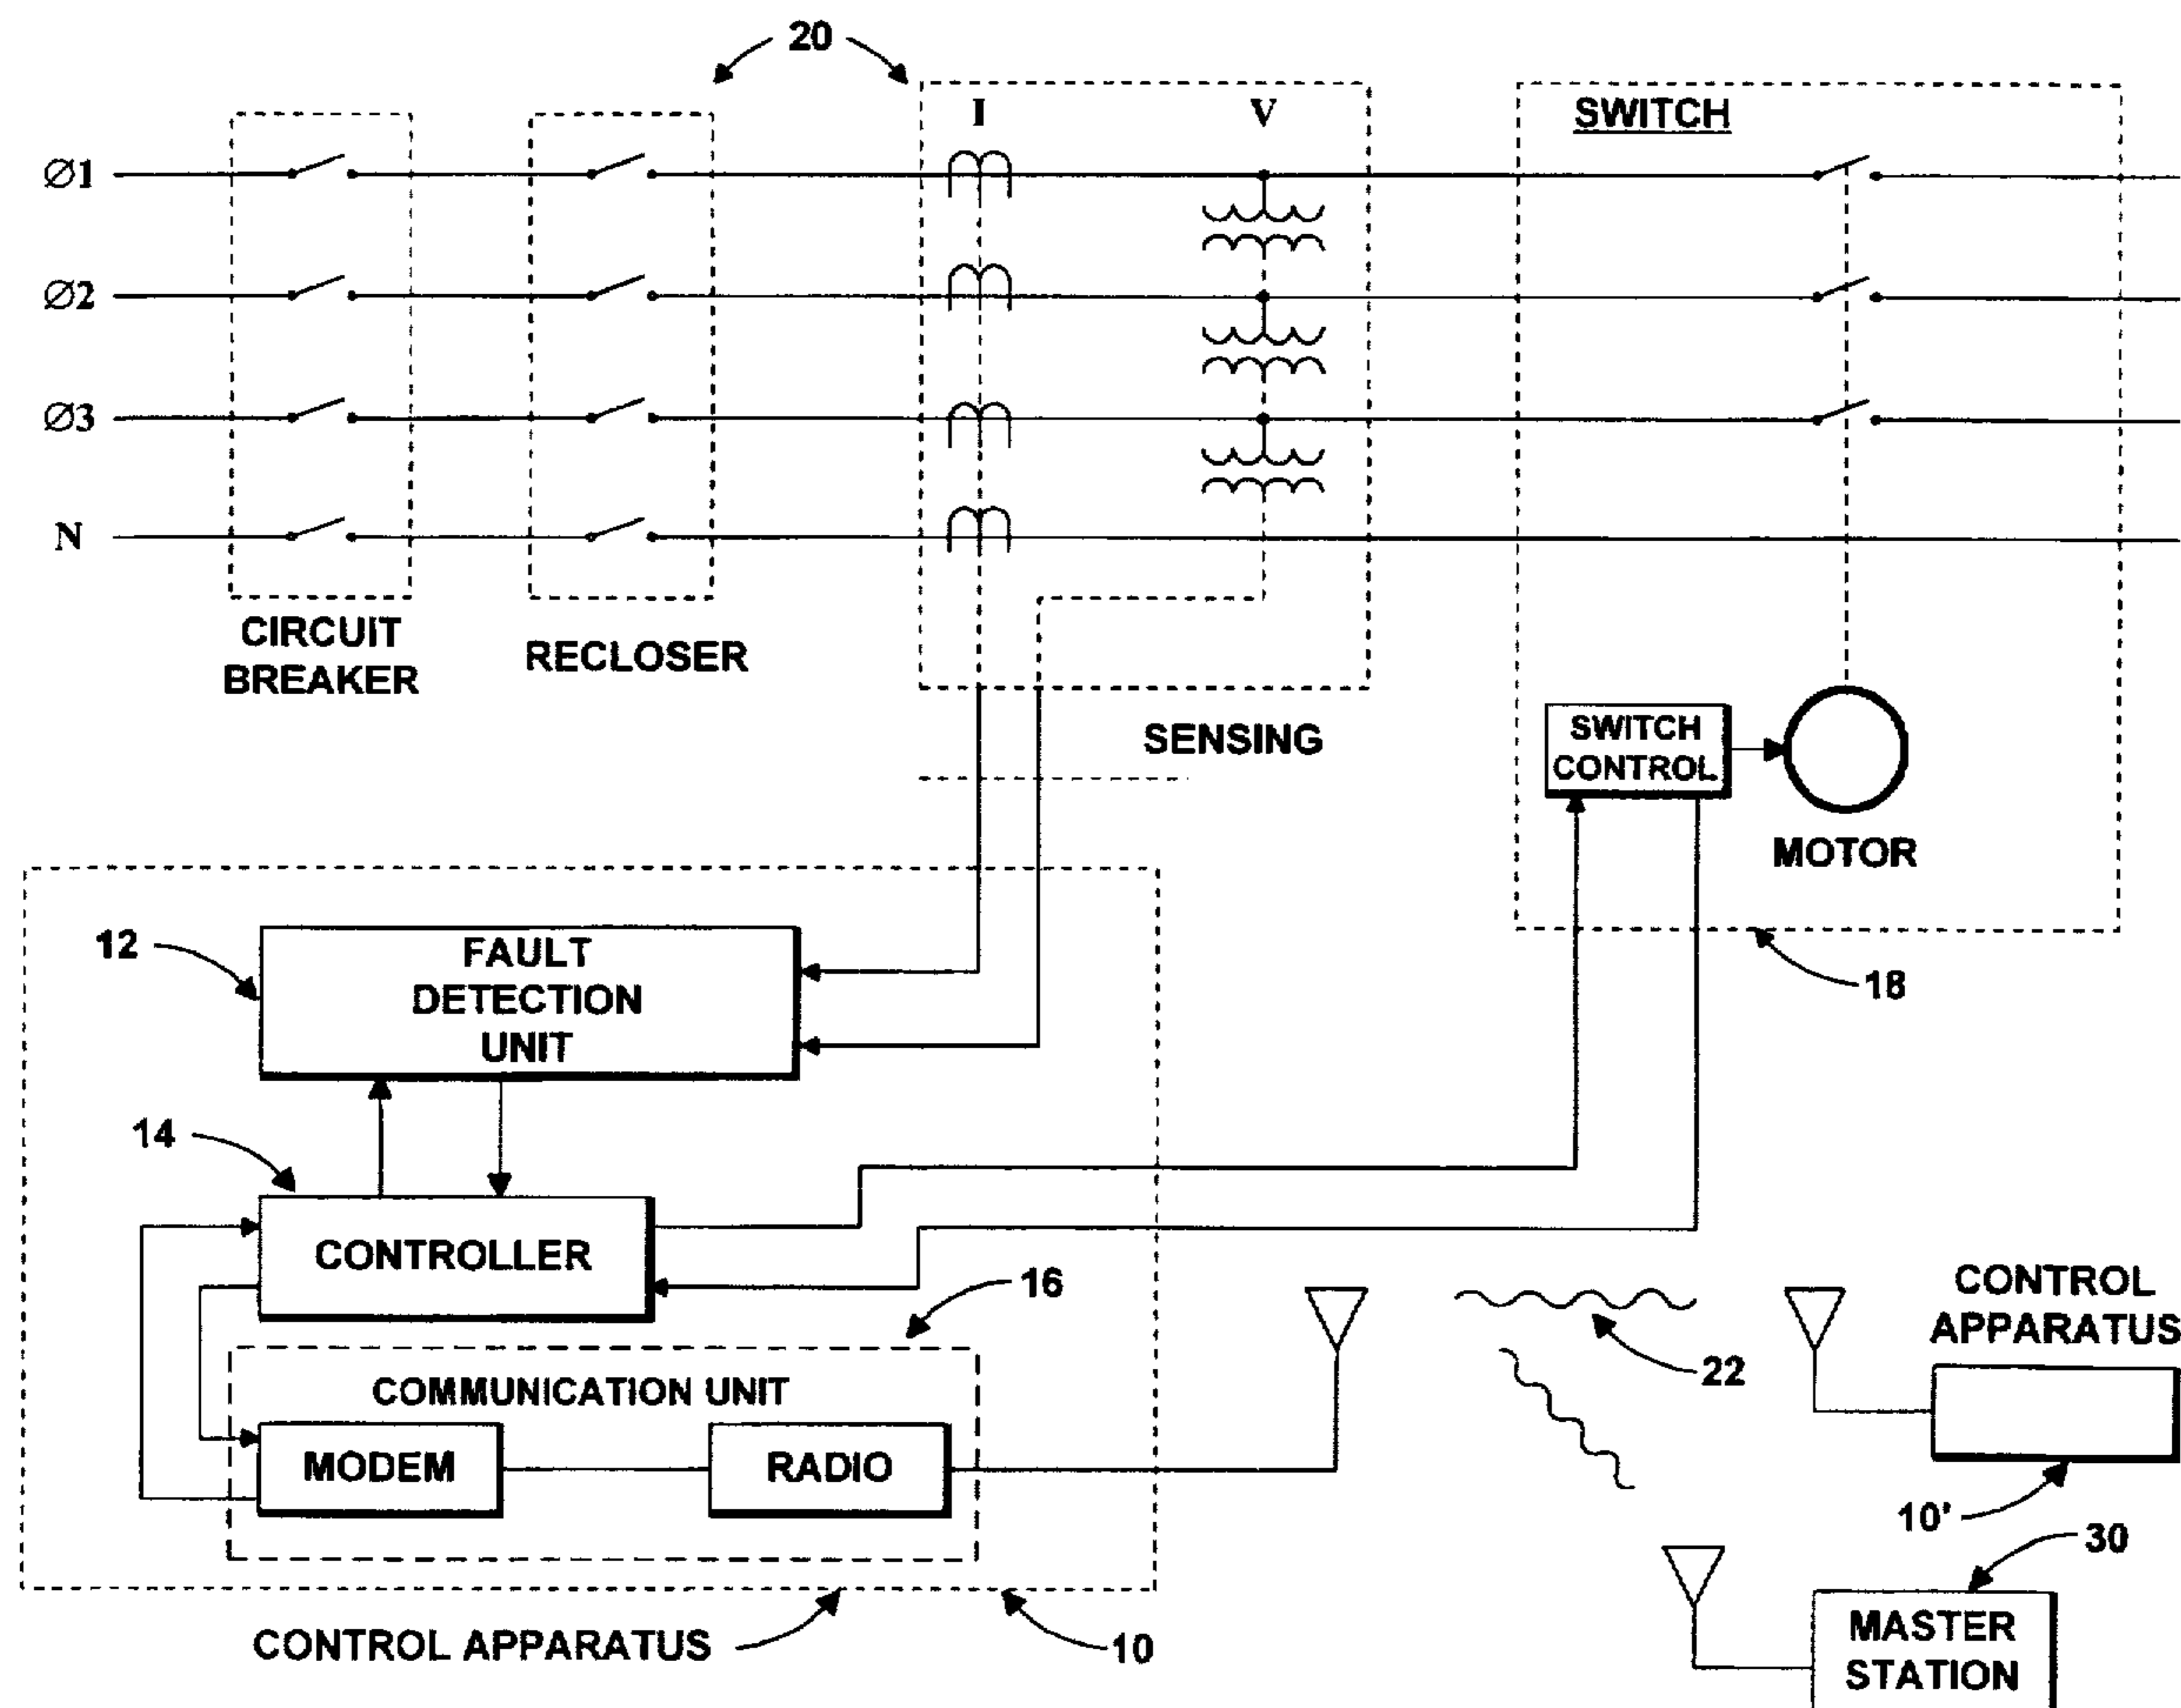 20
I
V
SWITCH
Ø1
Ø2
Ø3
N
CIRCUIT
BREAKER
RECLOSER
SENSING
SWITCH
CONTROL
MOTOR
18
12
FAULT
DETECTION
UNIT
14
CONTROLLER
16
COMMUNICATION UNIT
MODEM
RADIO
22
CONTROL
APPARATUS
10'
30
MASTER
STATION
CONTROL APPARATUS
10